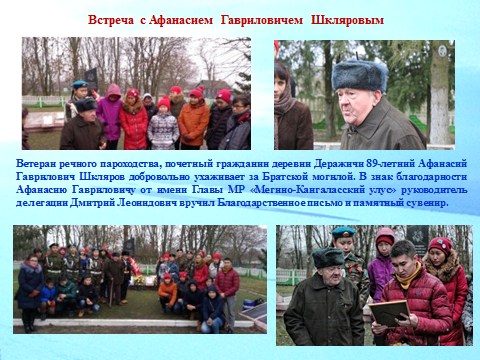 Встреча с Афанасием Гавриловичем Шкляровым
Ветеран речного пароходства, почетный гражданин деревни Деражичи 89-летний Афанасий
Гаврилович Шкляров добровольно ухаживает за Братской могилой. В знак благодарности
Афанасию Гавриловичу от имени Главы МР «Мегино-Кангаласский улус» руководитель
делегации Дмитрий Леонидович вручил Благодарственное письмо и памятный сувенир.